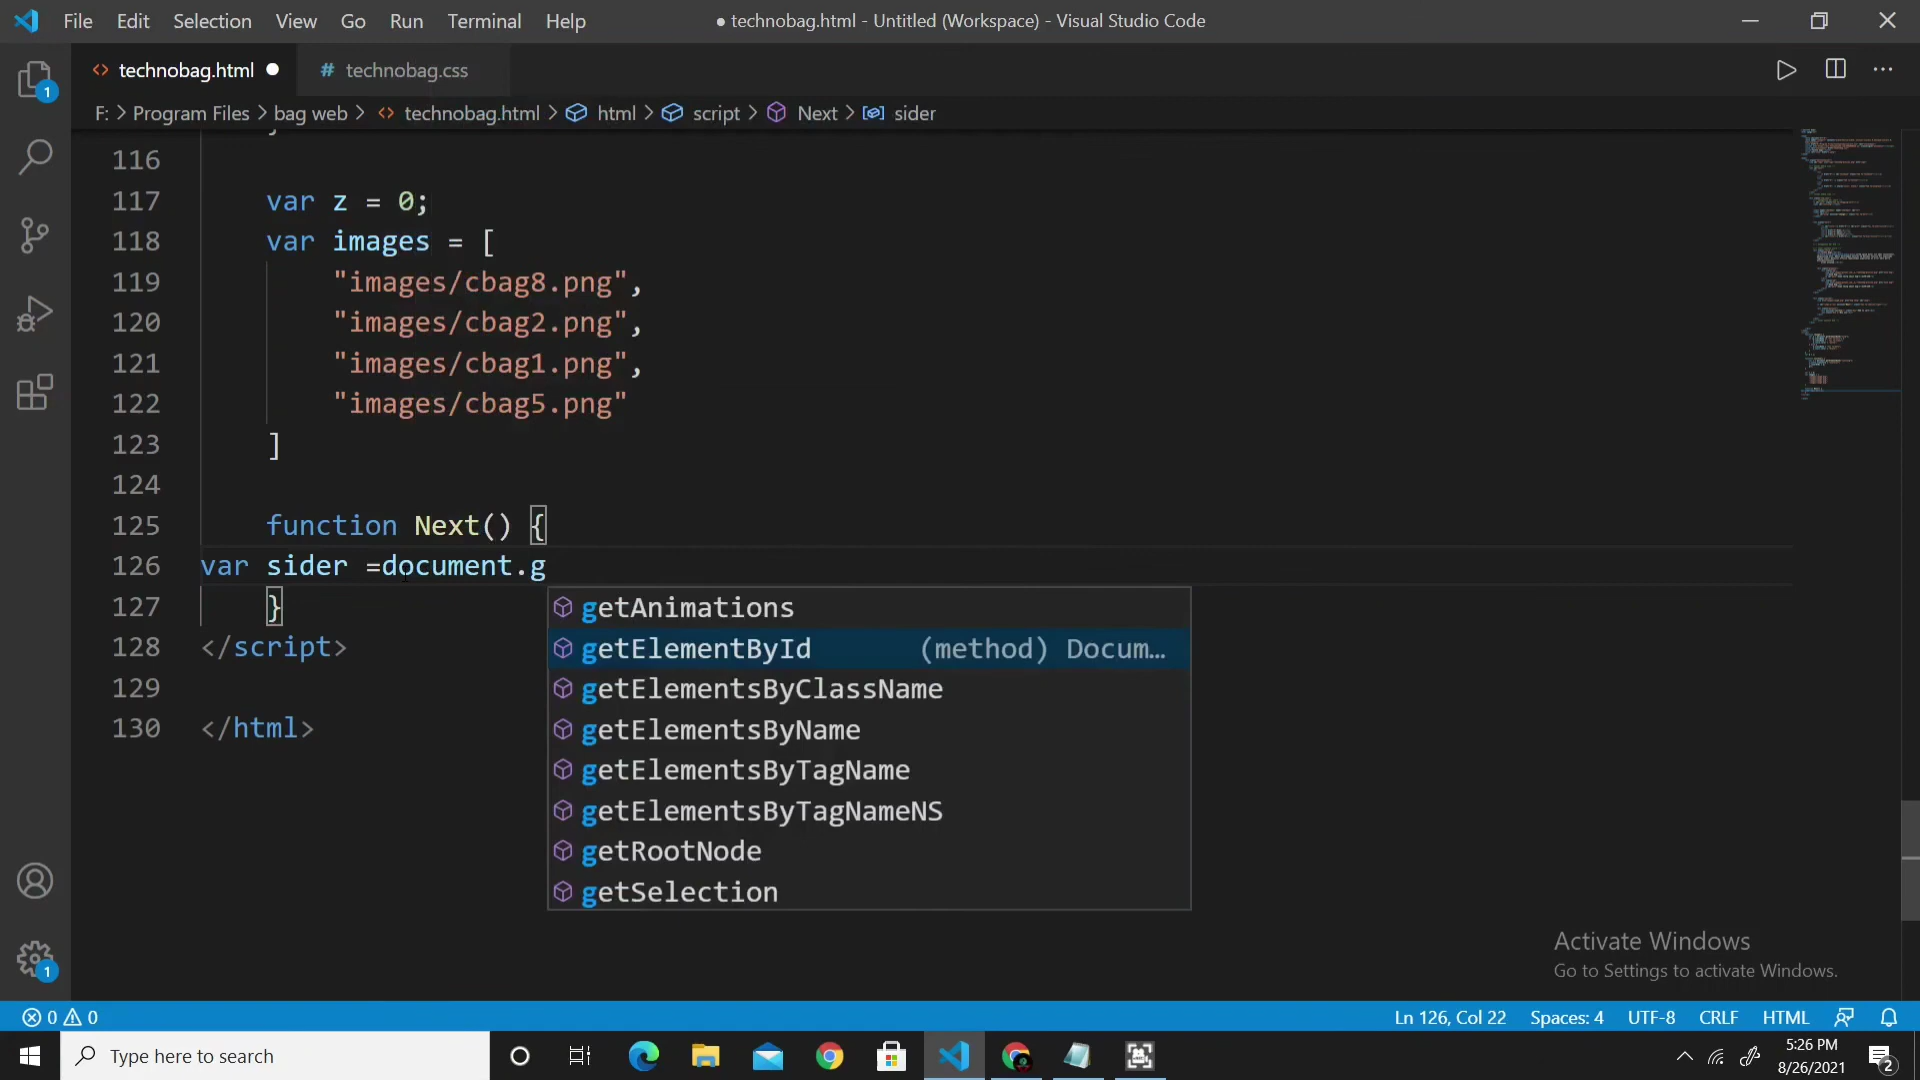 File Edit Selection View Go Run Terminal Help
● technobag.html - Untitled (Workspace) - Visual Studio Code
technobag.html ● # technobag.css
F: > Program Files > bag web > technobag.html > html > script > Next > sider
116
117 var z = 0;
118 var images = [
119 "images/cbag8.png",
120 "images/cbag2.png",
121 "images/cbag1.png",
122 "images/cbag5.png"
123 ]
124
125 function Next() {
126 var sider =document.g
127 }
128 </script>
129
130 </html>
getAnimations
getElementById (method) Docum…
getElementsByClassName
getElementsByName
getElementsByTagName
getElementsByTagNameNS
getRootNode
getSelection
1
1
Activate Windows
Go to Settings to activate Windows.
0 0 Ln 126, Col 22 Spaces: 4 UTF-8 CRLF HTML
Type here to search
5:26 PM
8/26/2021
2